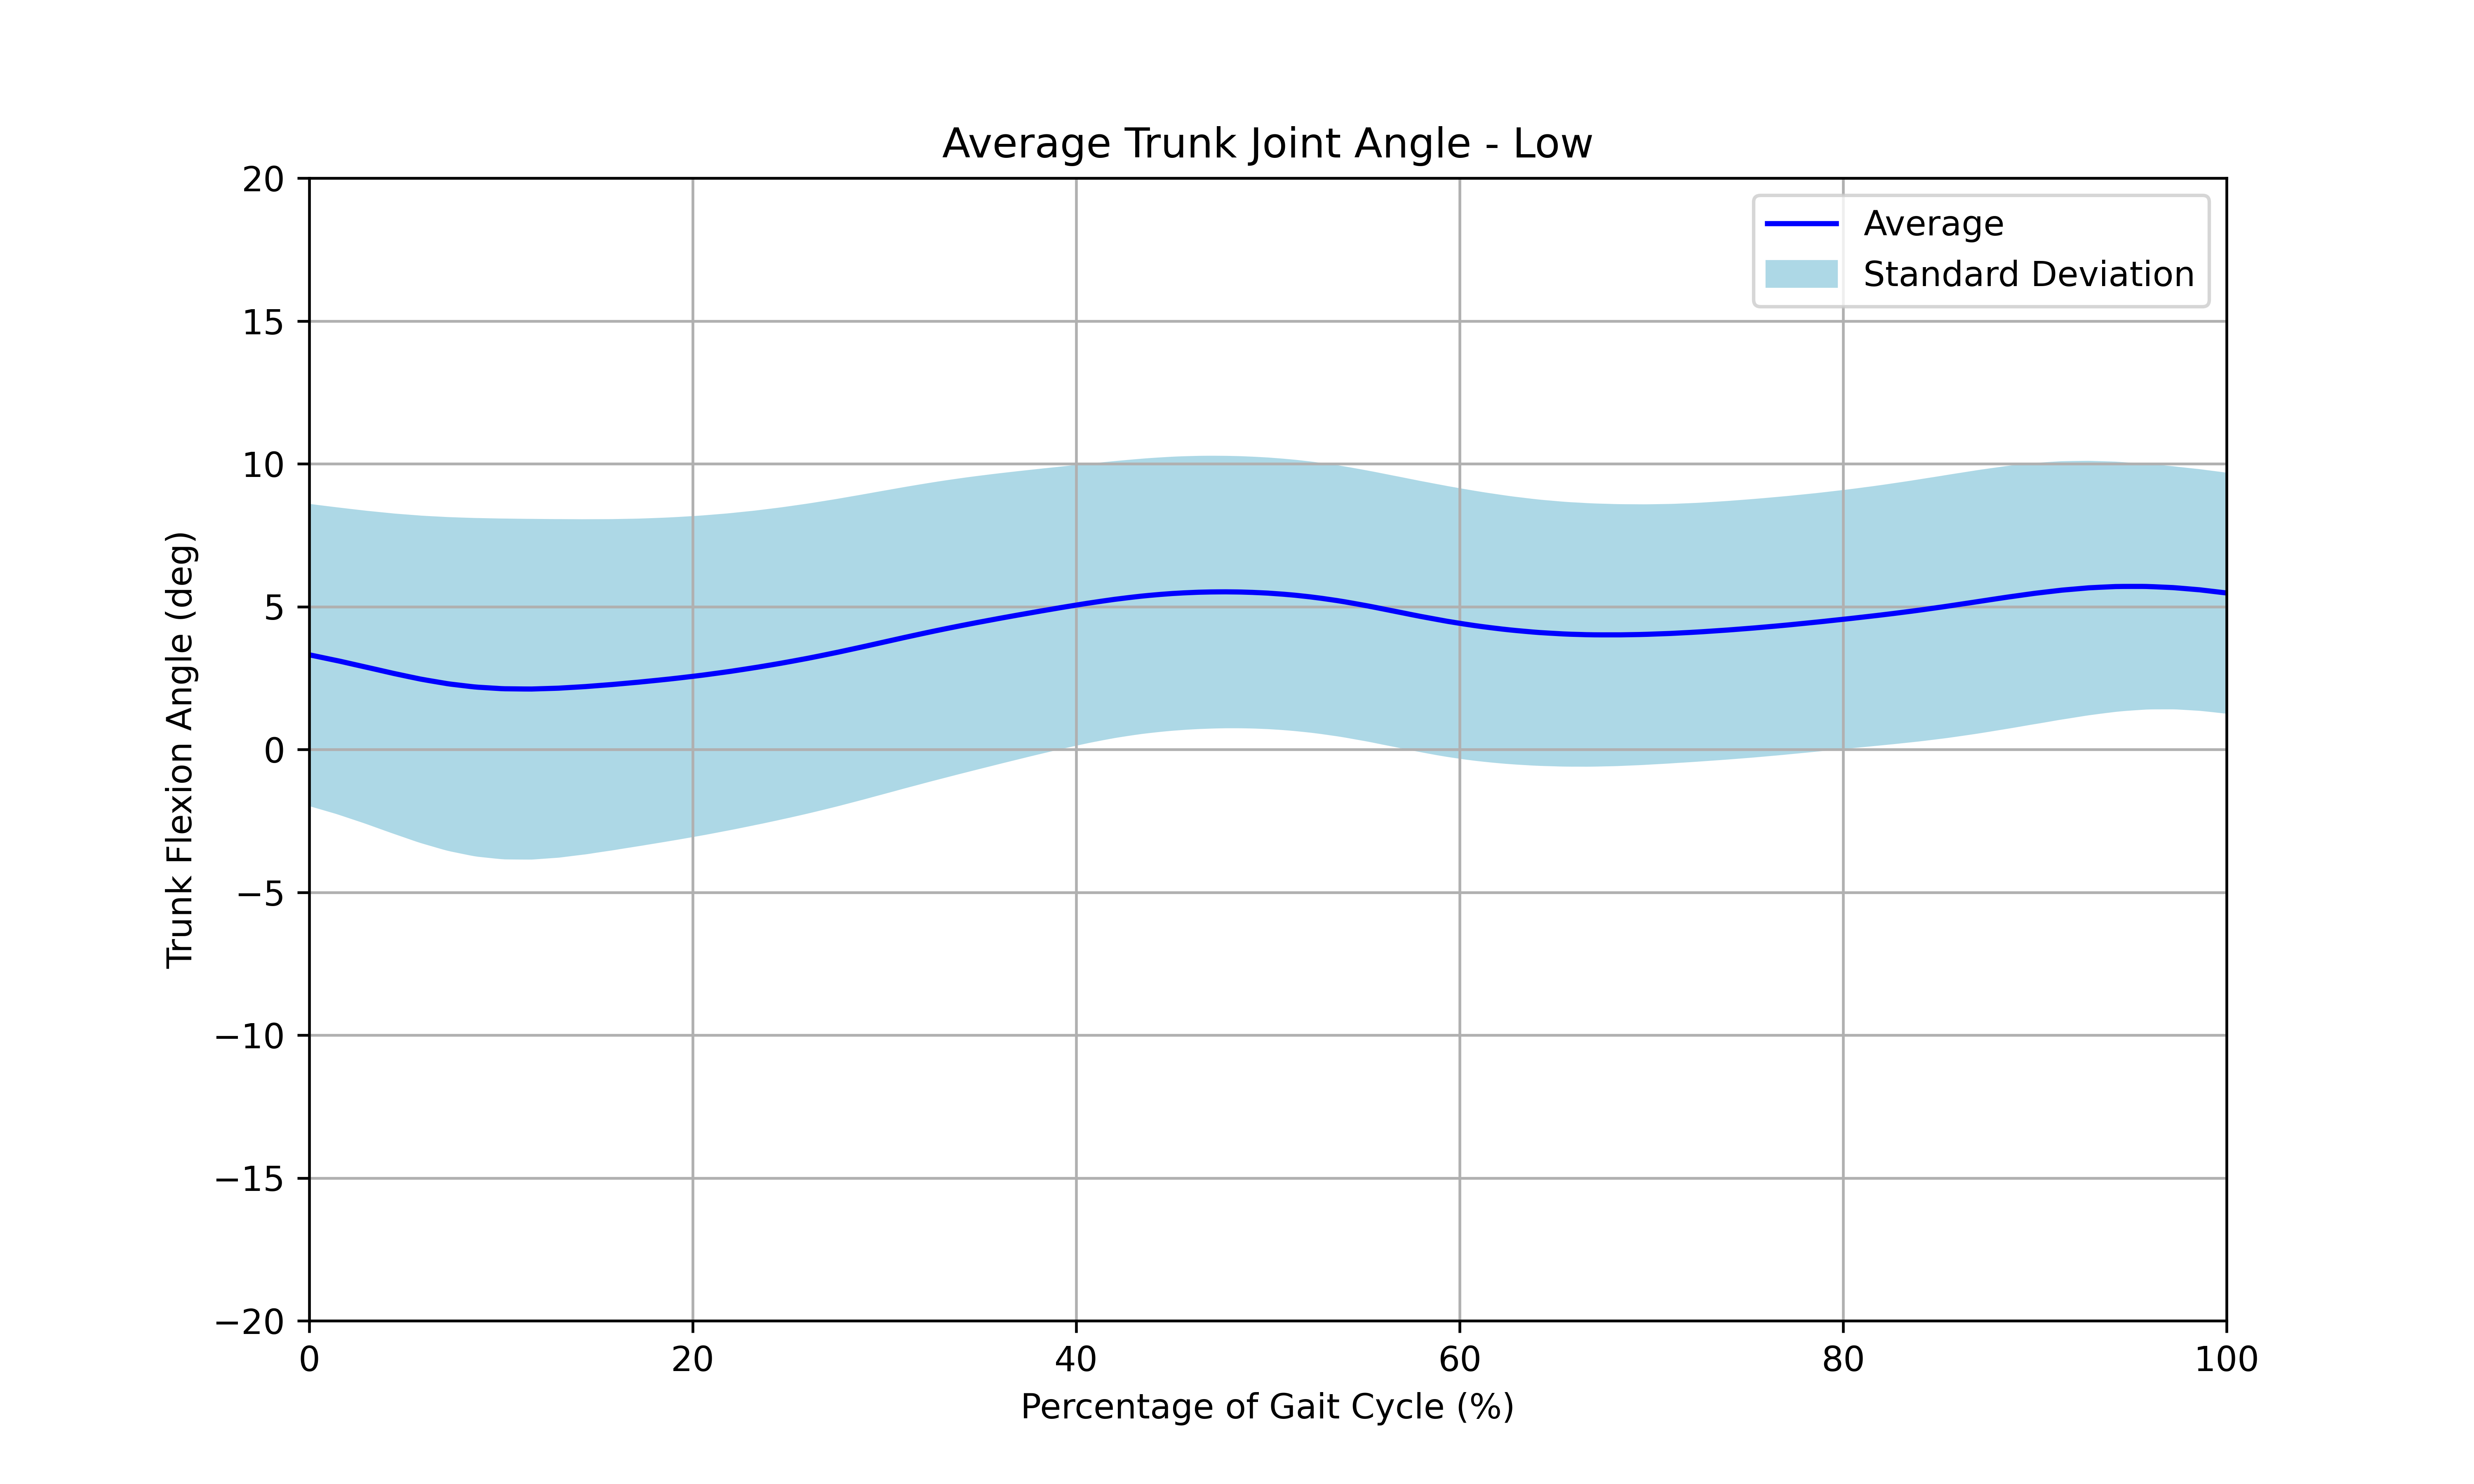 Average Trunk Joint Angle - Low
Average
Standard Deviation
Trunk Flexion Angle (deg)
20
15
10
5
0
−5
−10
−15
−20
0 20 40 60 80 100
Percentage of Gait Cycle (%)